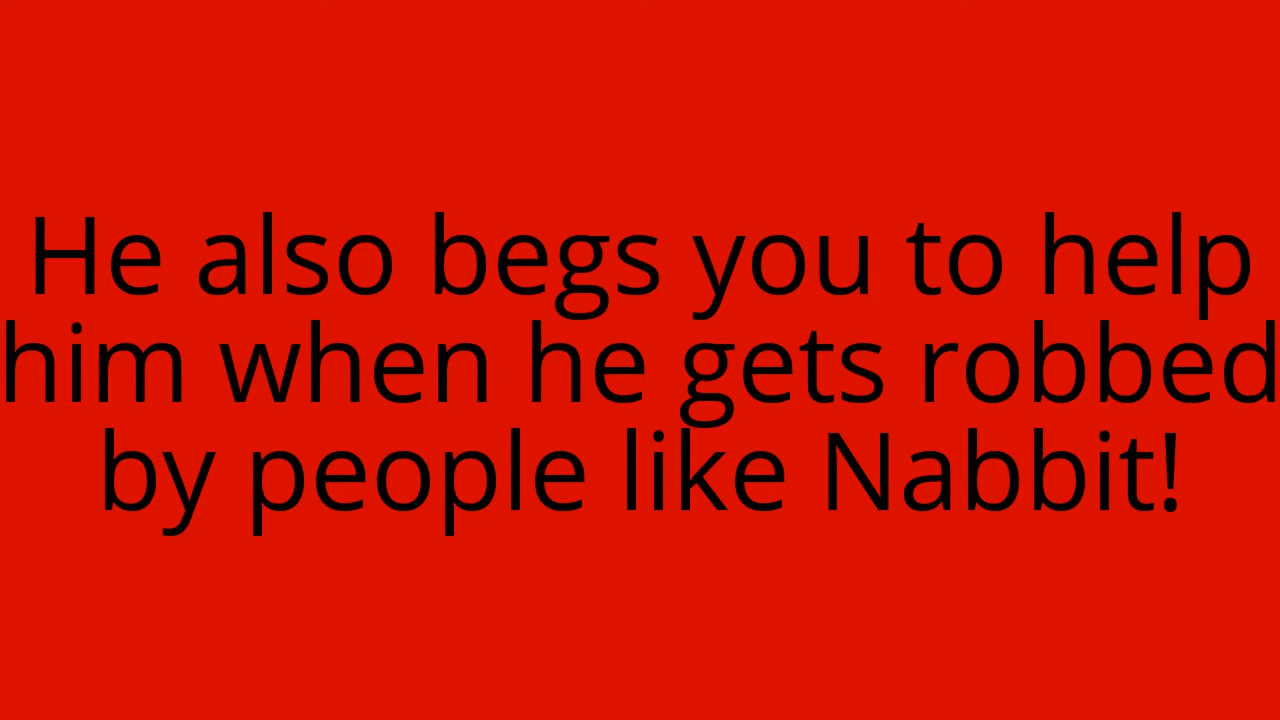 He also begs you to help
him when he gets robbed
by people like Nabbit!